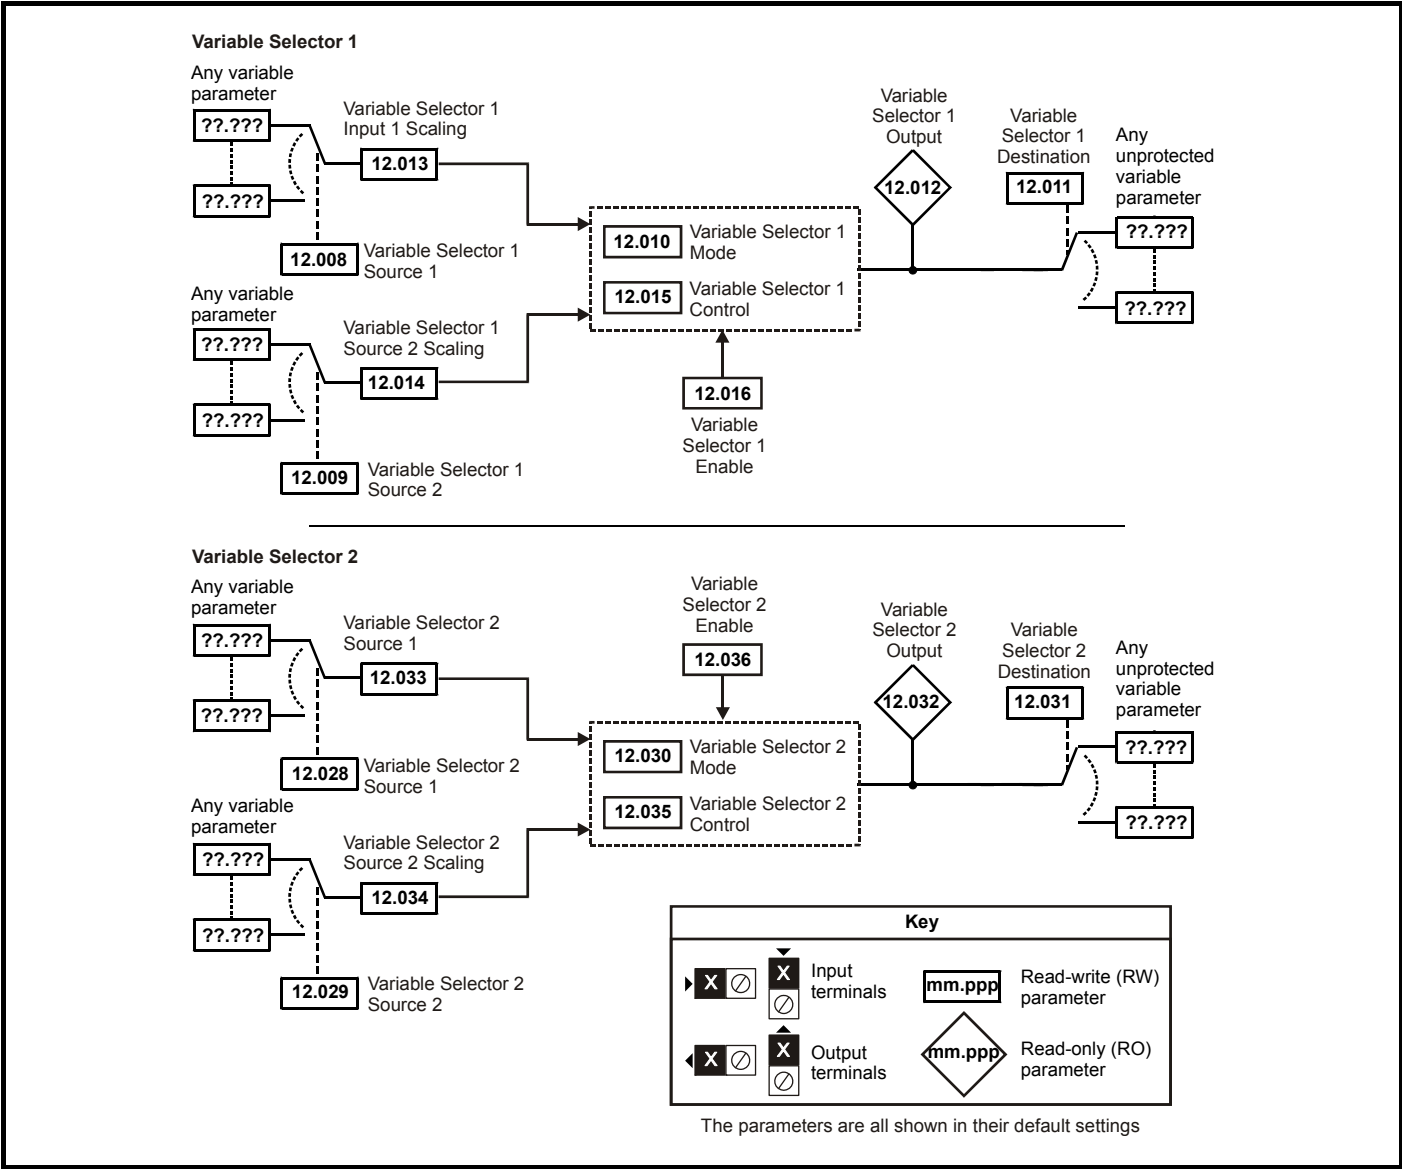 Variable Selector 1
Any variable
parameter
??.???
??.???
Variable Selector 1
Input 1 Scaling
12.013
12.008
Variable Selector 1
Source 1
Any variable
parameter
??.???
??.???
Variable Selector 1
Source 2 Scaling
12.014
12.009
Variable Selector 1
Source 2
12.010
Variable Selector 1
Mode
12.015
Variable Selector 1
Control
12.016
Variable
Selector 1
Enable
Variable
Selector 1
Output
12.012
Variable
Selector 1
Destination
12.011
Any
unprotected
variable
parameter
??.???
??.???
Variable Selector 2
Any variable
parameter
??.???
??.???
Variable Selector 2
Source 1
12.033
12.028
Variable Selector 2
Source 1
Any variable
parameter
??.???
??.???
Variable Selector 2
Source 2 Scaling
12.034
12.029
Variable Selector 2
Source 2
Variable
Selector 2
Enable
12.036
12.030
Variable Selector 2
Mode
12.035
Variable Selector 2
Control
Variable
Selector 2
Output
12.032
Variable
Selector 2
Destination
12.031
Any
unprotected
variable
parameter
??.???
??.???
Key
X
X
Input
terminals
mm.ppp
Read-write (RW)
parameter
X
X
Output
terminals
mm.ppp
Read-only (RO)
parameter
The parameters are all shown in their default settings